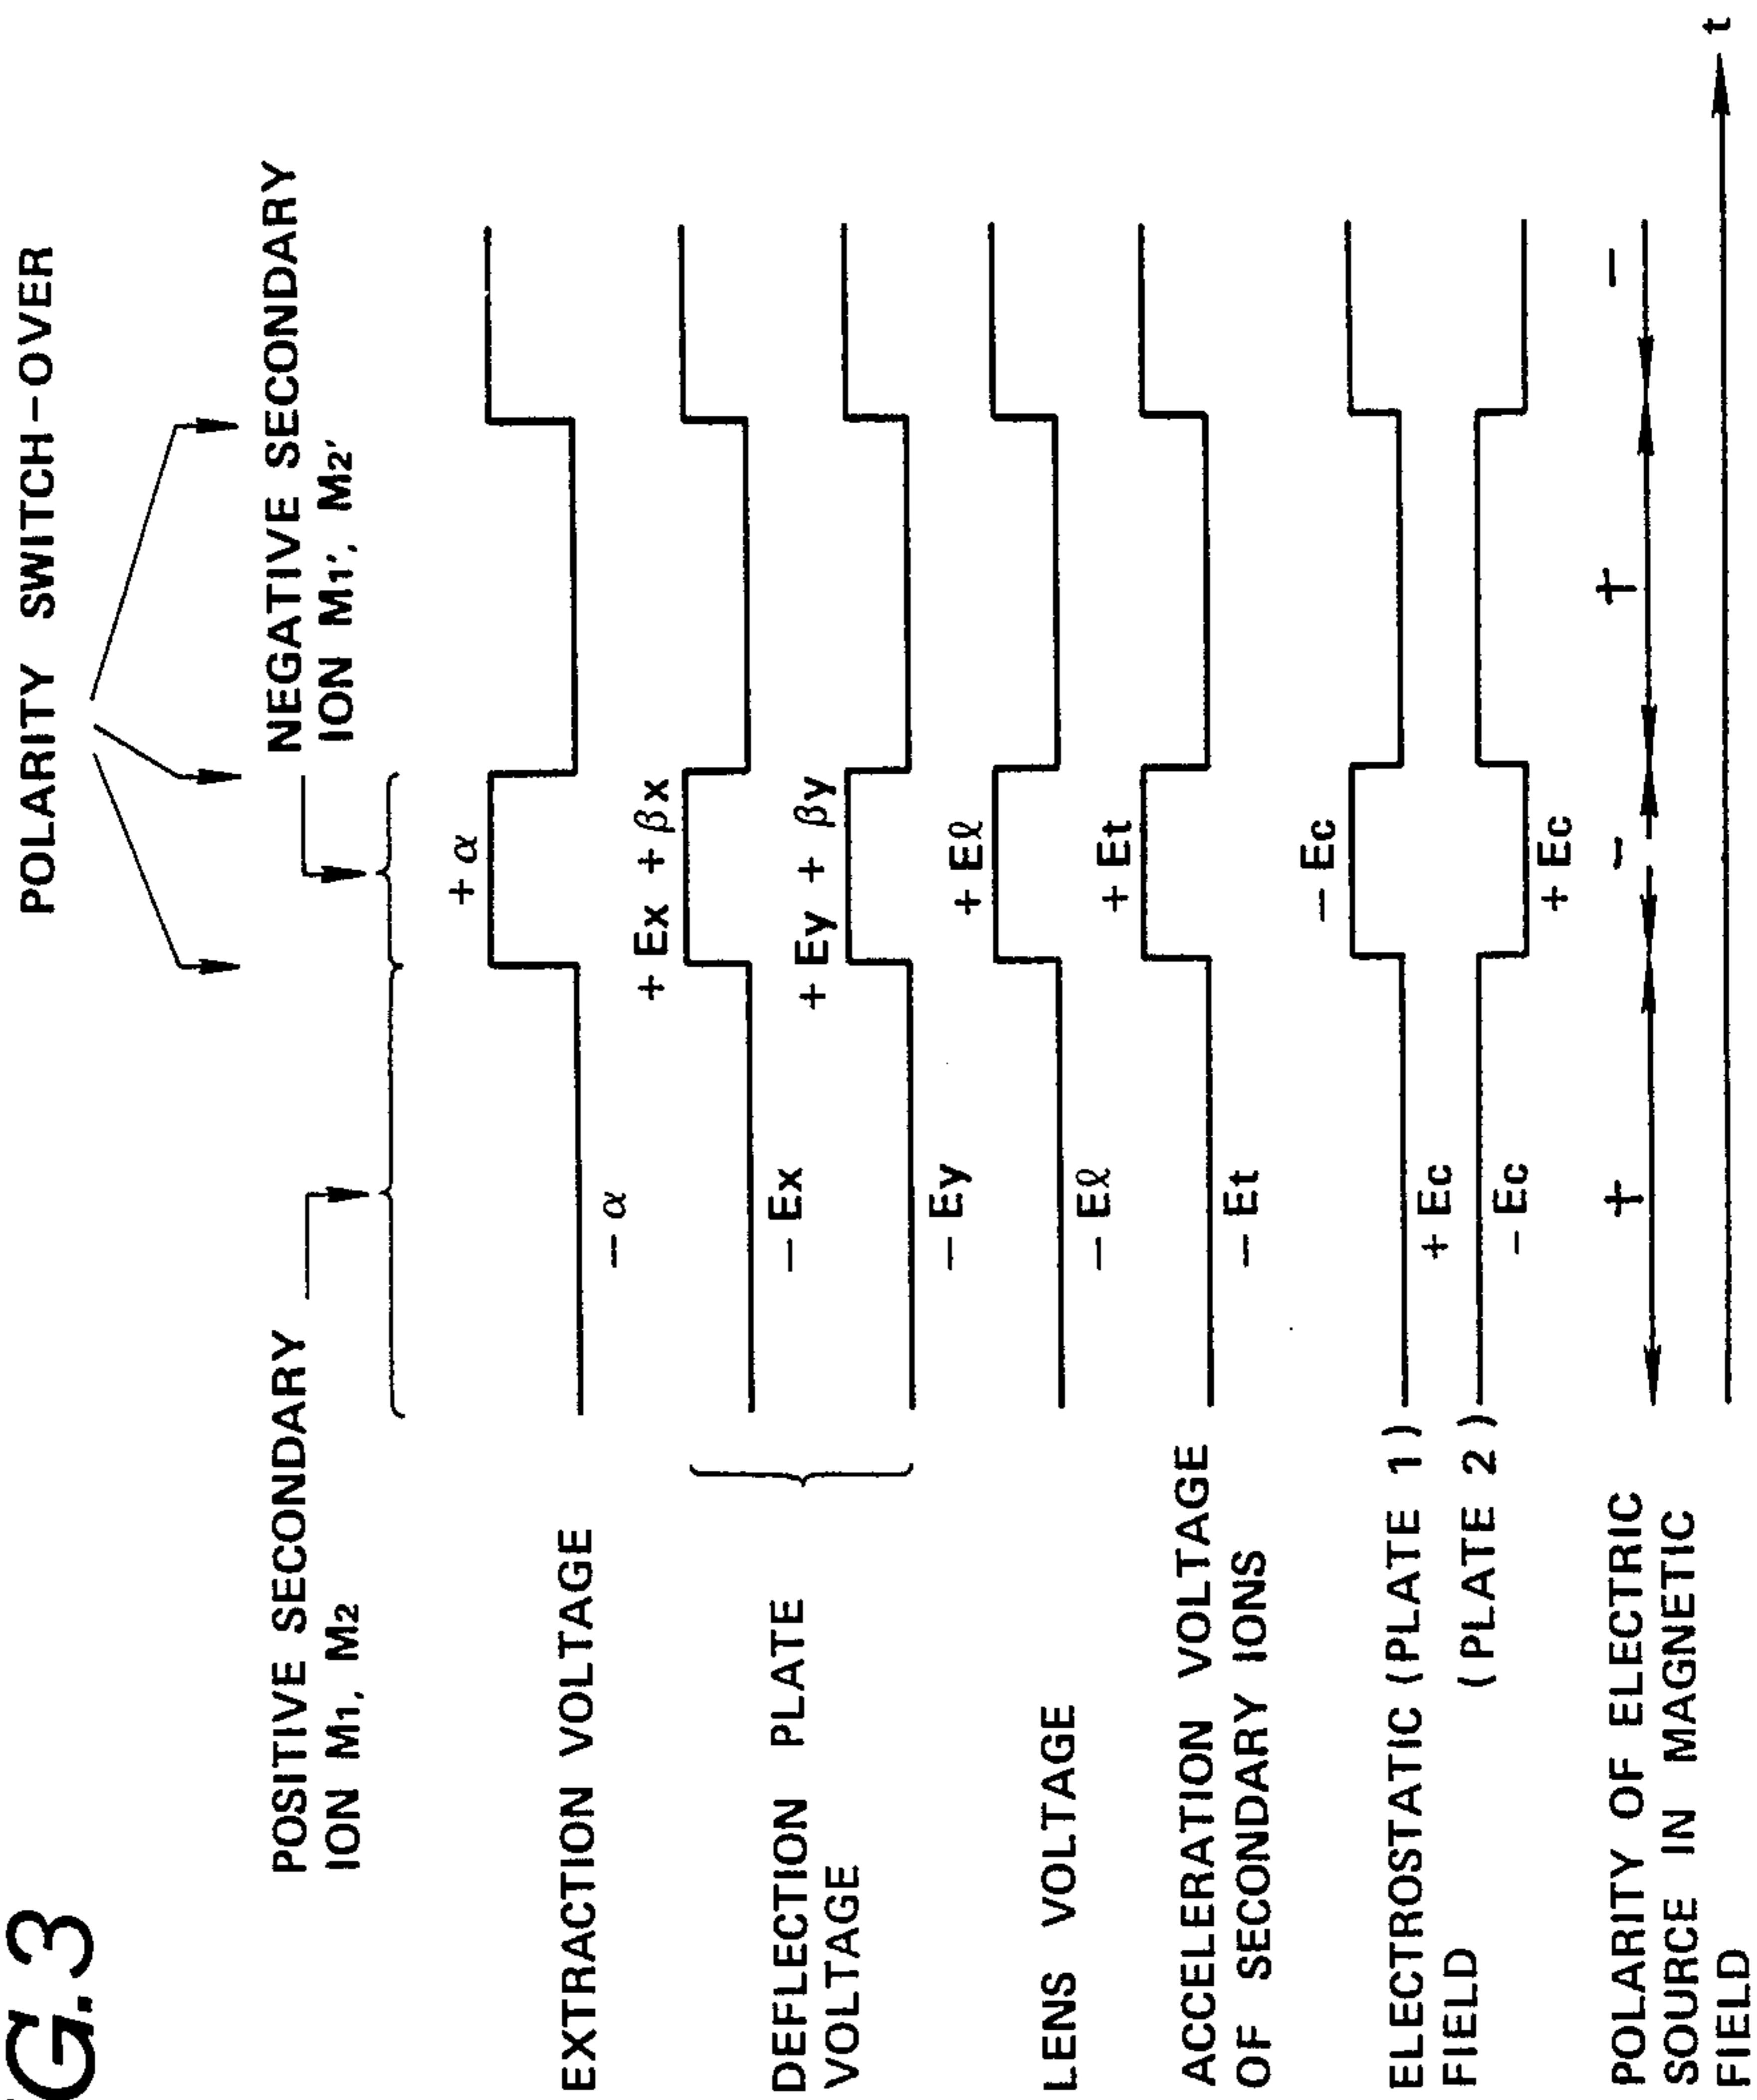 G.3
POLARITY SWITCH-OVER
POSITIVE SECONDARY
ION M1, M2
NEGATIVE SECONDARY
ION M1', M2'
EXTRACTION VOLTAGE
- α
+ α
DEFLECTION PLATE
VOLTAGE
- Ex
+ Ex + βx
- Ey
+ Ey + βy
LENS VOLTAGE
- Eℓ
+ Eℓ
ACCELERATION VOLTAGE
OF SECONDARY IONS
- Et
+ Et
ELECTROSTATIC (PLATE 1)
FIELD
(PLATE 2)
+ Ec
- Ec
- Ec
+ Ec
POLARITY OF ELECTRIC
SOURCE IN MAGNETIC
FIELD
+
-
+
-
t